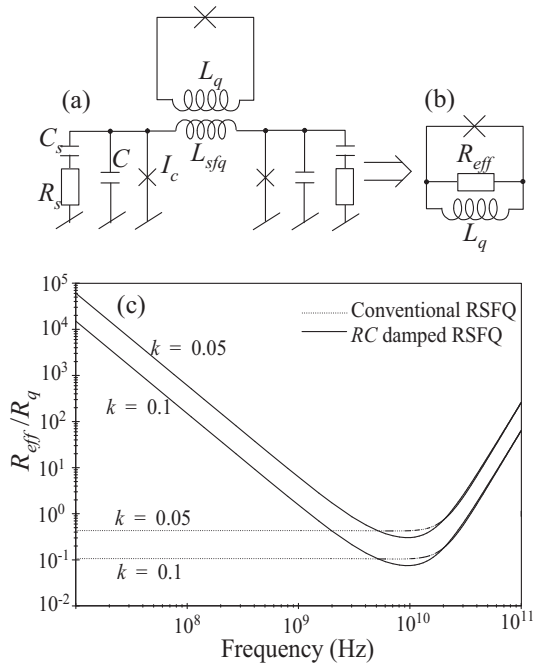 (a)
L_q
(b)
C_s
C
L_sfq
R_s
I_c
R_eff
L_q
(c)
Conventional RSFQ
RC damped RSFQ
k = 0.05
k = 0.1
k = 0.05
k = 0.1
10^5
10^4
10^3
10^2
10^1
10^0
10^-1
10^-2
R_eff/R_q
10^8 10^9 10^10 10^11
Frequency (Hz)